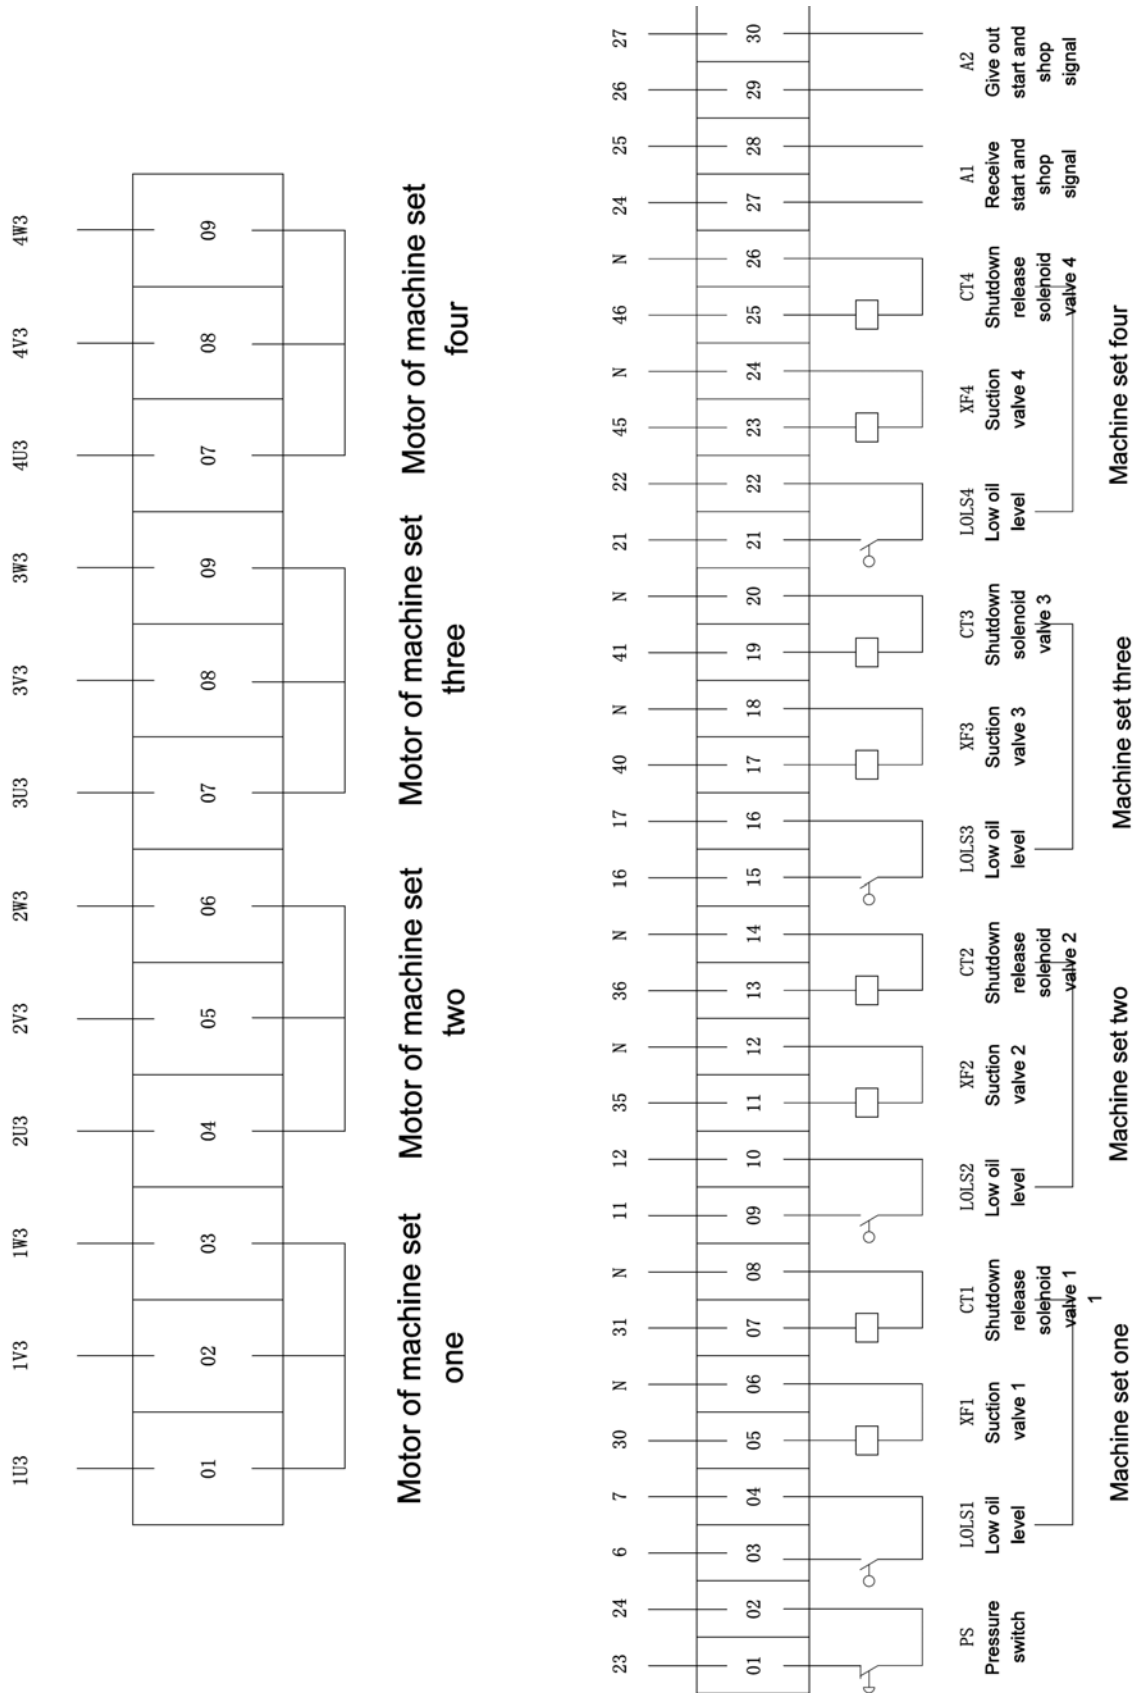 1U3 1V3 1W3 2U3 2V3 2W3 3U3 3V3 3W3 4U3 4V3 4W3
01 02 03 04 05 06 07 08 09 07 08 09
Motor of machine set
one
Motor of machine set
two
Motor of machine set
three
Motor of machine set
four
23 24 6 7 30 N 31 N 11 12 35 N 36 N 16 17 40 N 41 N 21 22 45 N 46 N 24 25 26 27
01 02 03 04 05 06 07 08 09 10 11 12 13 14 15 16 17 18 19 20 21 22 23 24 25 26 27 28 29 30
PS
Pressure
switch
LOLS1
Low oil
level
XF1
Suction
valve 1
CT1
Shutdown
release
solenoid
valve 1
1
LOLS2
Low oil
level
XF2
Suction
valve 2
CT2
Shutdown
release
solenoid
valve 2
LOLS3
Low oil
level
XF3
Suction
valve 3
CT3
Shutdown
solenoid
valve 3
LOLS4
Low oil
level
XF4
Suction
valve 4
CT4
Shutdown
release
solenoid
valve 4
A1
Receive
start and
shop
signal
A2
Give out
start and
shop
signal
Machine set one
Machine set two
Machine set three
Machine set four